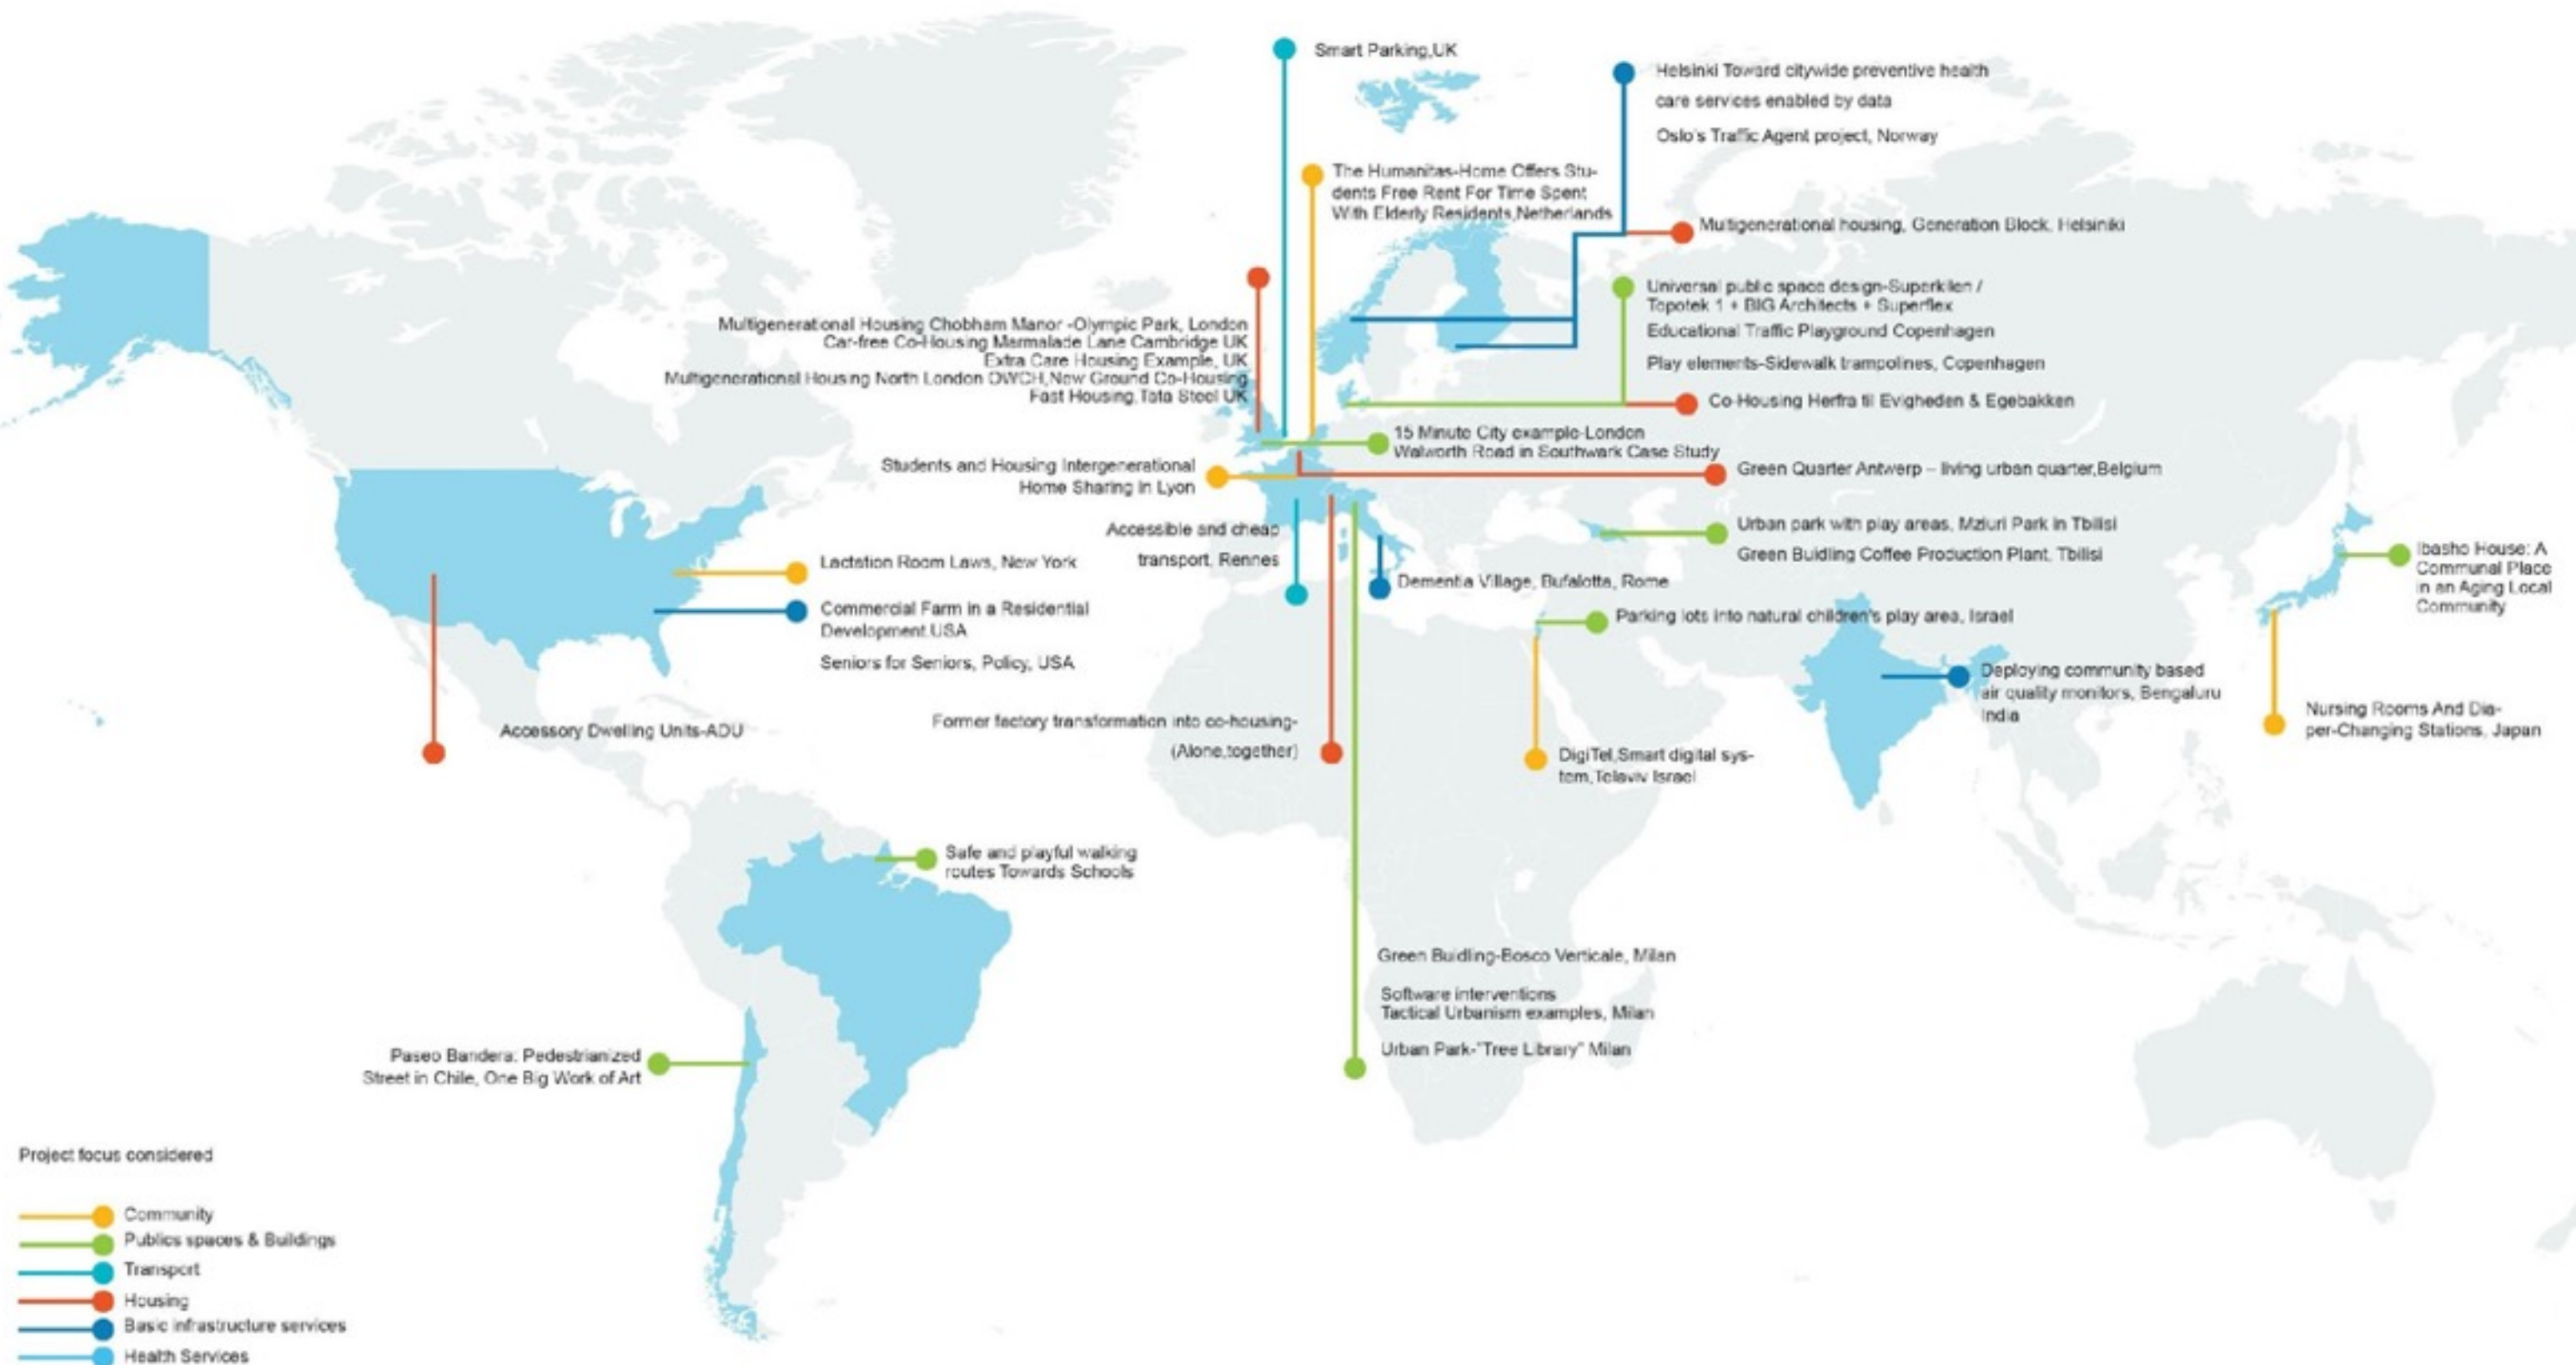 Smart Parking,UK
Helsinki Toward citywide preventive health
care services enabled by data
Oslo's Traffic Agent project, Norway
The Humanitas-Home Offers Stu-
dents Free Rent For Time Spent
With Elderly Residents,Netherlands
Multigenerational housing, Generation Block, Helsiniki
Universal public space design-Superkilen /
Topotek 1 + BIG Architects + Superflex
Educational Traffic Playground Copenhagen
Play elements-Sidewalk trampolines, Copenhagen
Multigenerational Housing Chobham Manor -Olympic Park, London
Car-free Co-Housing Marmalade Lane Cambridge UK
Extra Care Housing Example, UK
Multigenerational Housing North London OWCH,New Ground Co-Housing
Fast Housing,Tata Steel UK
Co-Housing Herfra til Evigheden & Egebakken
15 Minute City example-London
Walworth Road in Southwark Case Study
Students and Housing Intergenerational
Home Sharing in Lyon
Green Quarter Antwerp – living urban quarter,Belgium
Accessible and cheap
transport, Rennes
Urban park with play areas, Mziuri Park in Tbilisi
Green Buidling Coffee Production Plant, Tbilisi
Ibasho House: A
Communal Place
in an Aging Local
Community
Lactation Room Laws, New York
Dementia Village, Bufalotta, Rome
Commercial Farm in a Residential
Development.USA
Seniors for Seniors, Policy, USA
Parking lots into natural children's play area, Israel
Deploying community based
air quality monitors, Bengaluru
India
Nursing Rooms And Dia-
per-Changing Stations, Japan
Accessory Dwelling Units-ADU
Former factory transformation into co-housing-
(Alone,together)
DigiTel,Smart digital sys-
tem,Telaviv Israel
Safe and playful walking
routes Towards Schools
Green Buidling-Bosco Verticale, Milan
Software interventions
Tactical Urbanism examples, Milan
Urban Park-"Tree Library" Milan
Paseo Bandera: Pedestrianized
Street in Chile, One Big Work of Art
Project focus considered
Community
Publics spaces & Buildings
Transport
Housing
Basic infrastructure services
Health Services